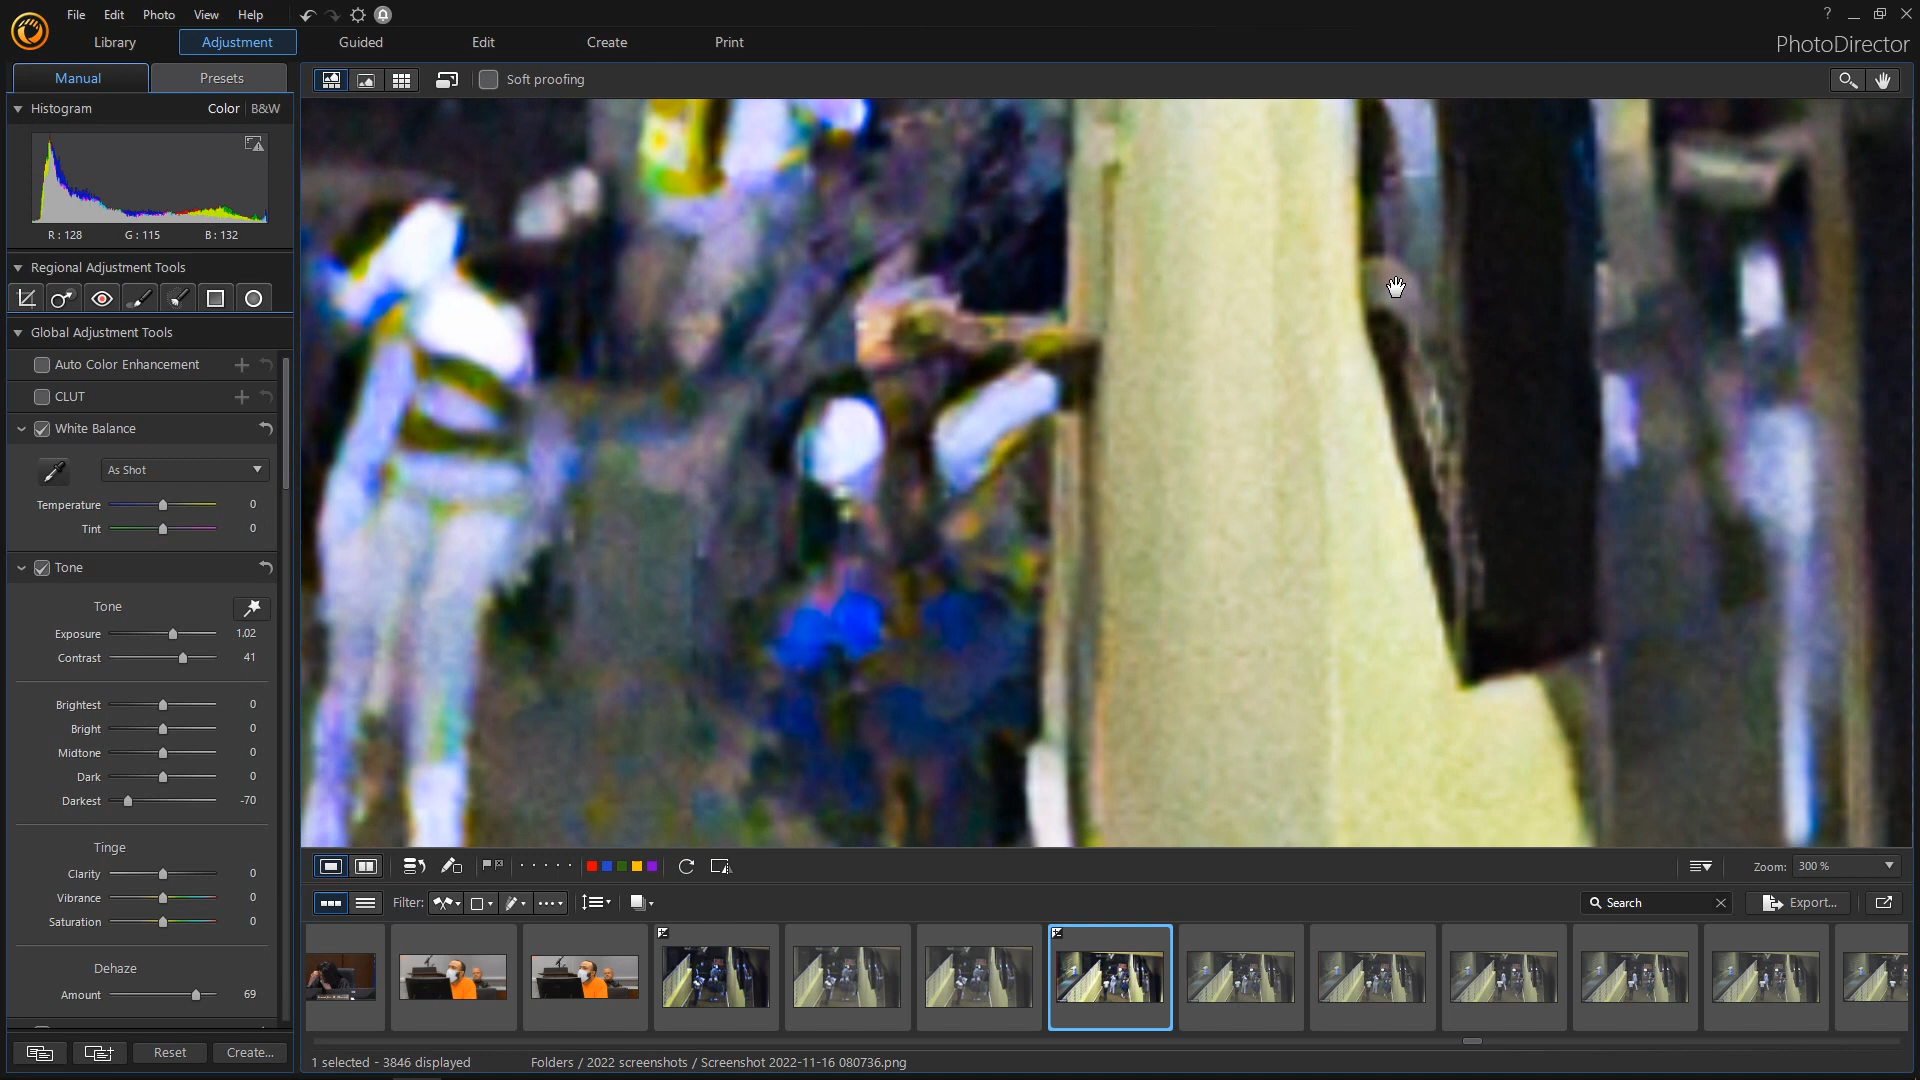 File Edit Photo View Help
?
Library Adjustment Guided Edit Create Print
PhotoDirector
Manual Presets
Soft proofing
Histogram Color B&W
R : 128 G : 115 B : 132
Regional Adjustment Tools
Global Adjustment Tools
Auto Color Enhancement
CLUT
White Balance
As Shot
Temperature 0
Tint 0
Tone
Tone
Exposure 1.02
Contrast 41
Brightest 0
Bright 0
Midtone 0
Dark 0
Darkest -70
Tinge
Clarity 0
Vibrance 0
Saturation 0
Dehaze
Amount 69
Zoom: 300 %
Filter:
Search
Export...
Reset Create...
1 selected - 3846 displayed
Folders / 2022 screenshots / Screenshot 2022-11-16 080736.png